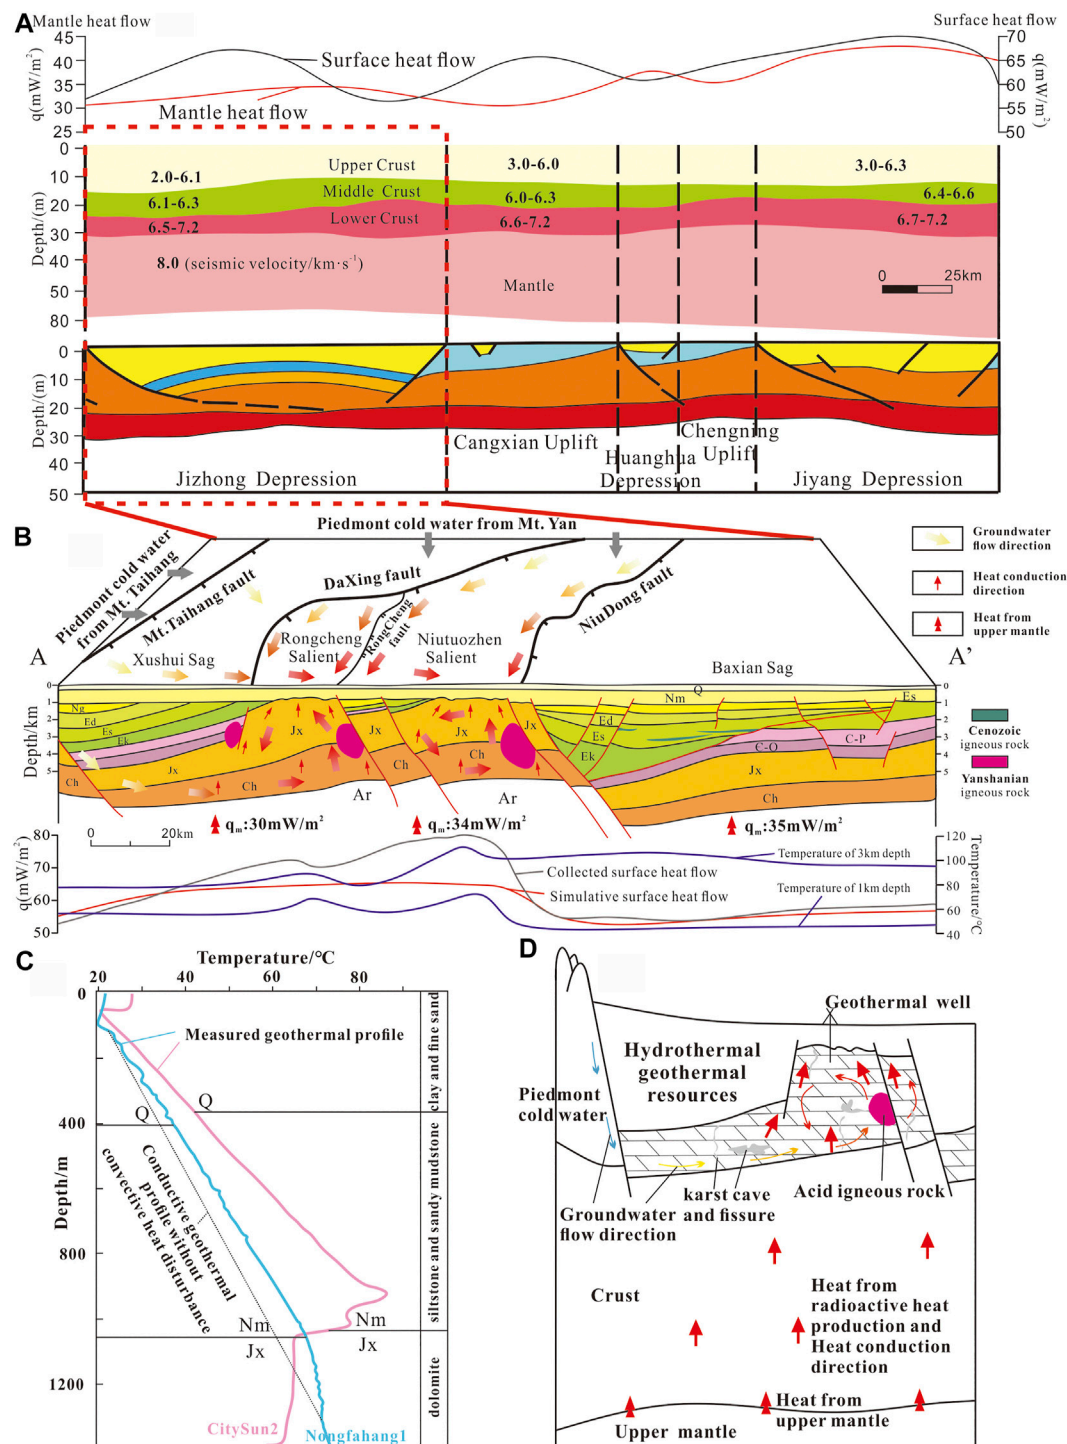 A
Mantle heat flow
Surface heat flow
45
40
35
30
25
q(mW/m²)
70
65
60
55
50
q(mW/m²)
Surface heat flow
Mantle heat flow
0
10
20
30
40
50
80
Depth/(m)
Upper Crust
Middle Crust
Lower Crust
2.0-6.1
6.1-6.3
6.5-7.2
3.0-6.0
6.0-6.3
6.6-7.2
3.0-6.3
6.4-6.6
6.7-7.2
8.0 (seismic velocity/km·s⁻¹)
Mantle
0 25km
0
10
20
30
40
50
Depth/(m)
Jizhong Depression
Cangxian Uplift
Huanghua
Depression
Chengning
Uplift
Jiyang Depression
B
Piedmont cold water from Mt. Yan
Piedmont cold water
from Mt. Taihang
Mt.Taihang fault
DaXing fault
RongCheng
fault
NiuDong fault
Xushui Sag
Rongcheng
Salient
Niutuozhen
Salient
Baxian Sag
A
A'
Groundwater
flow direction
Heat conduction
direction
Heat from
upper mantle
Cenozoic
igneous rock
Yanshanian
igneous rock
Depth/km
0
1
2
3
4
5
0
1
2
3
4
5
Q
Nm
Ng
Ed
Es
Ek
Jx
Ch
Jx
Ch
Jx
Ch
Jx
Ch
Ar
Ar
Ed
Es
Ek
Es
C-P
C-O
Jx
Ch
0 20km
qm:30mW/m²
qm:34mW/m²
qm:35mW/m²
80
70
60
50
q(mW/m²)
120
100
80
60
40
Temperature/℃
Temperature of 3km depth
Collected surface heat flow
Simulative surface heat flow
Temperature of 1km depth
C
Temperature/℃
20 40 60 80
0
400
800
1200
Depth/m
Measured geothermal profile
Q
Q
Conductive geothermal
profile without
convective heat disturbance
Nm
Nm
Jx
Jx
CitySun2
Nongfahang1
clay and fine sand
siltstone and sandy mudstone
dolomite
D
Geothermal well
Hydrothermal
geothermal
resources
Piedmont
cold water
karst cave
and fissure
Acid igneous rock
Groundwater
flow direction
Crust
Heat from
radioactive heat
production and
Heat conduction
direction
Heat from
upper mantle
Upper mantle